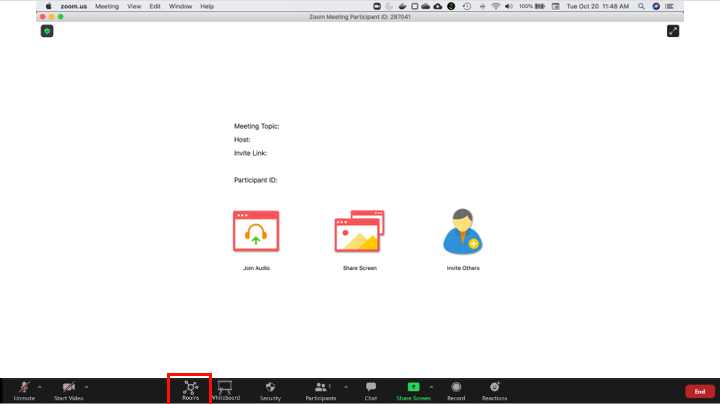 zoom.us Meeting View Edit Window Help 100% Tue Oct 20 11:48 AM
Zoom Meeting Participant ID: 287041
Meeting Topic:
Host:
Invite Link:
Participant ID:
Join Audio Share Screen Invite Others
Unmute Start Video Rooms Whiteboard Security Participants 1 Chat Share Screen Record Reactions End